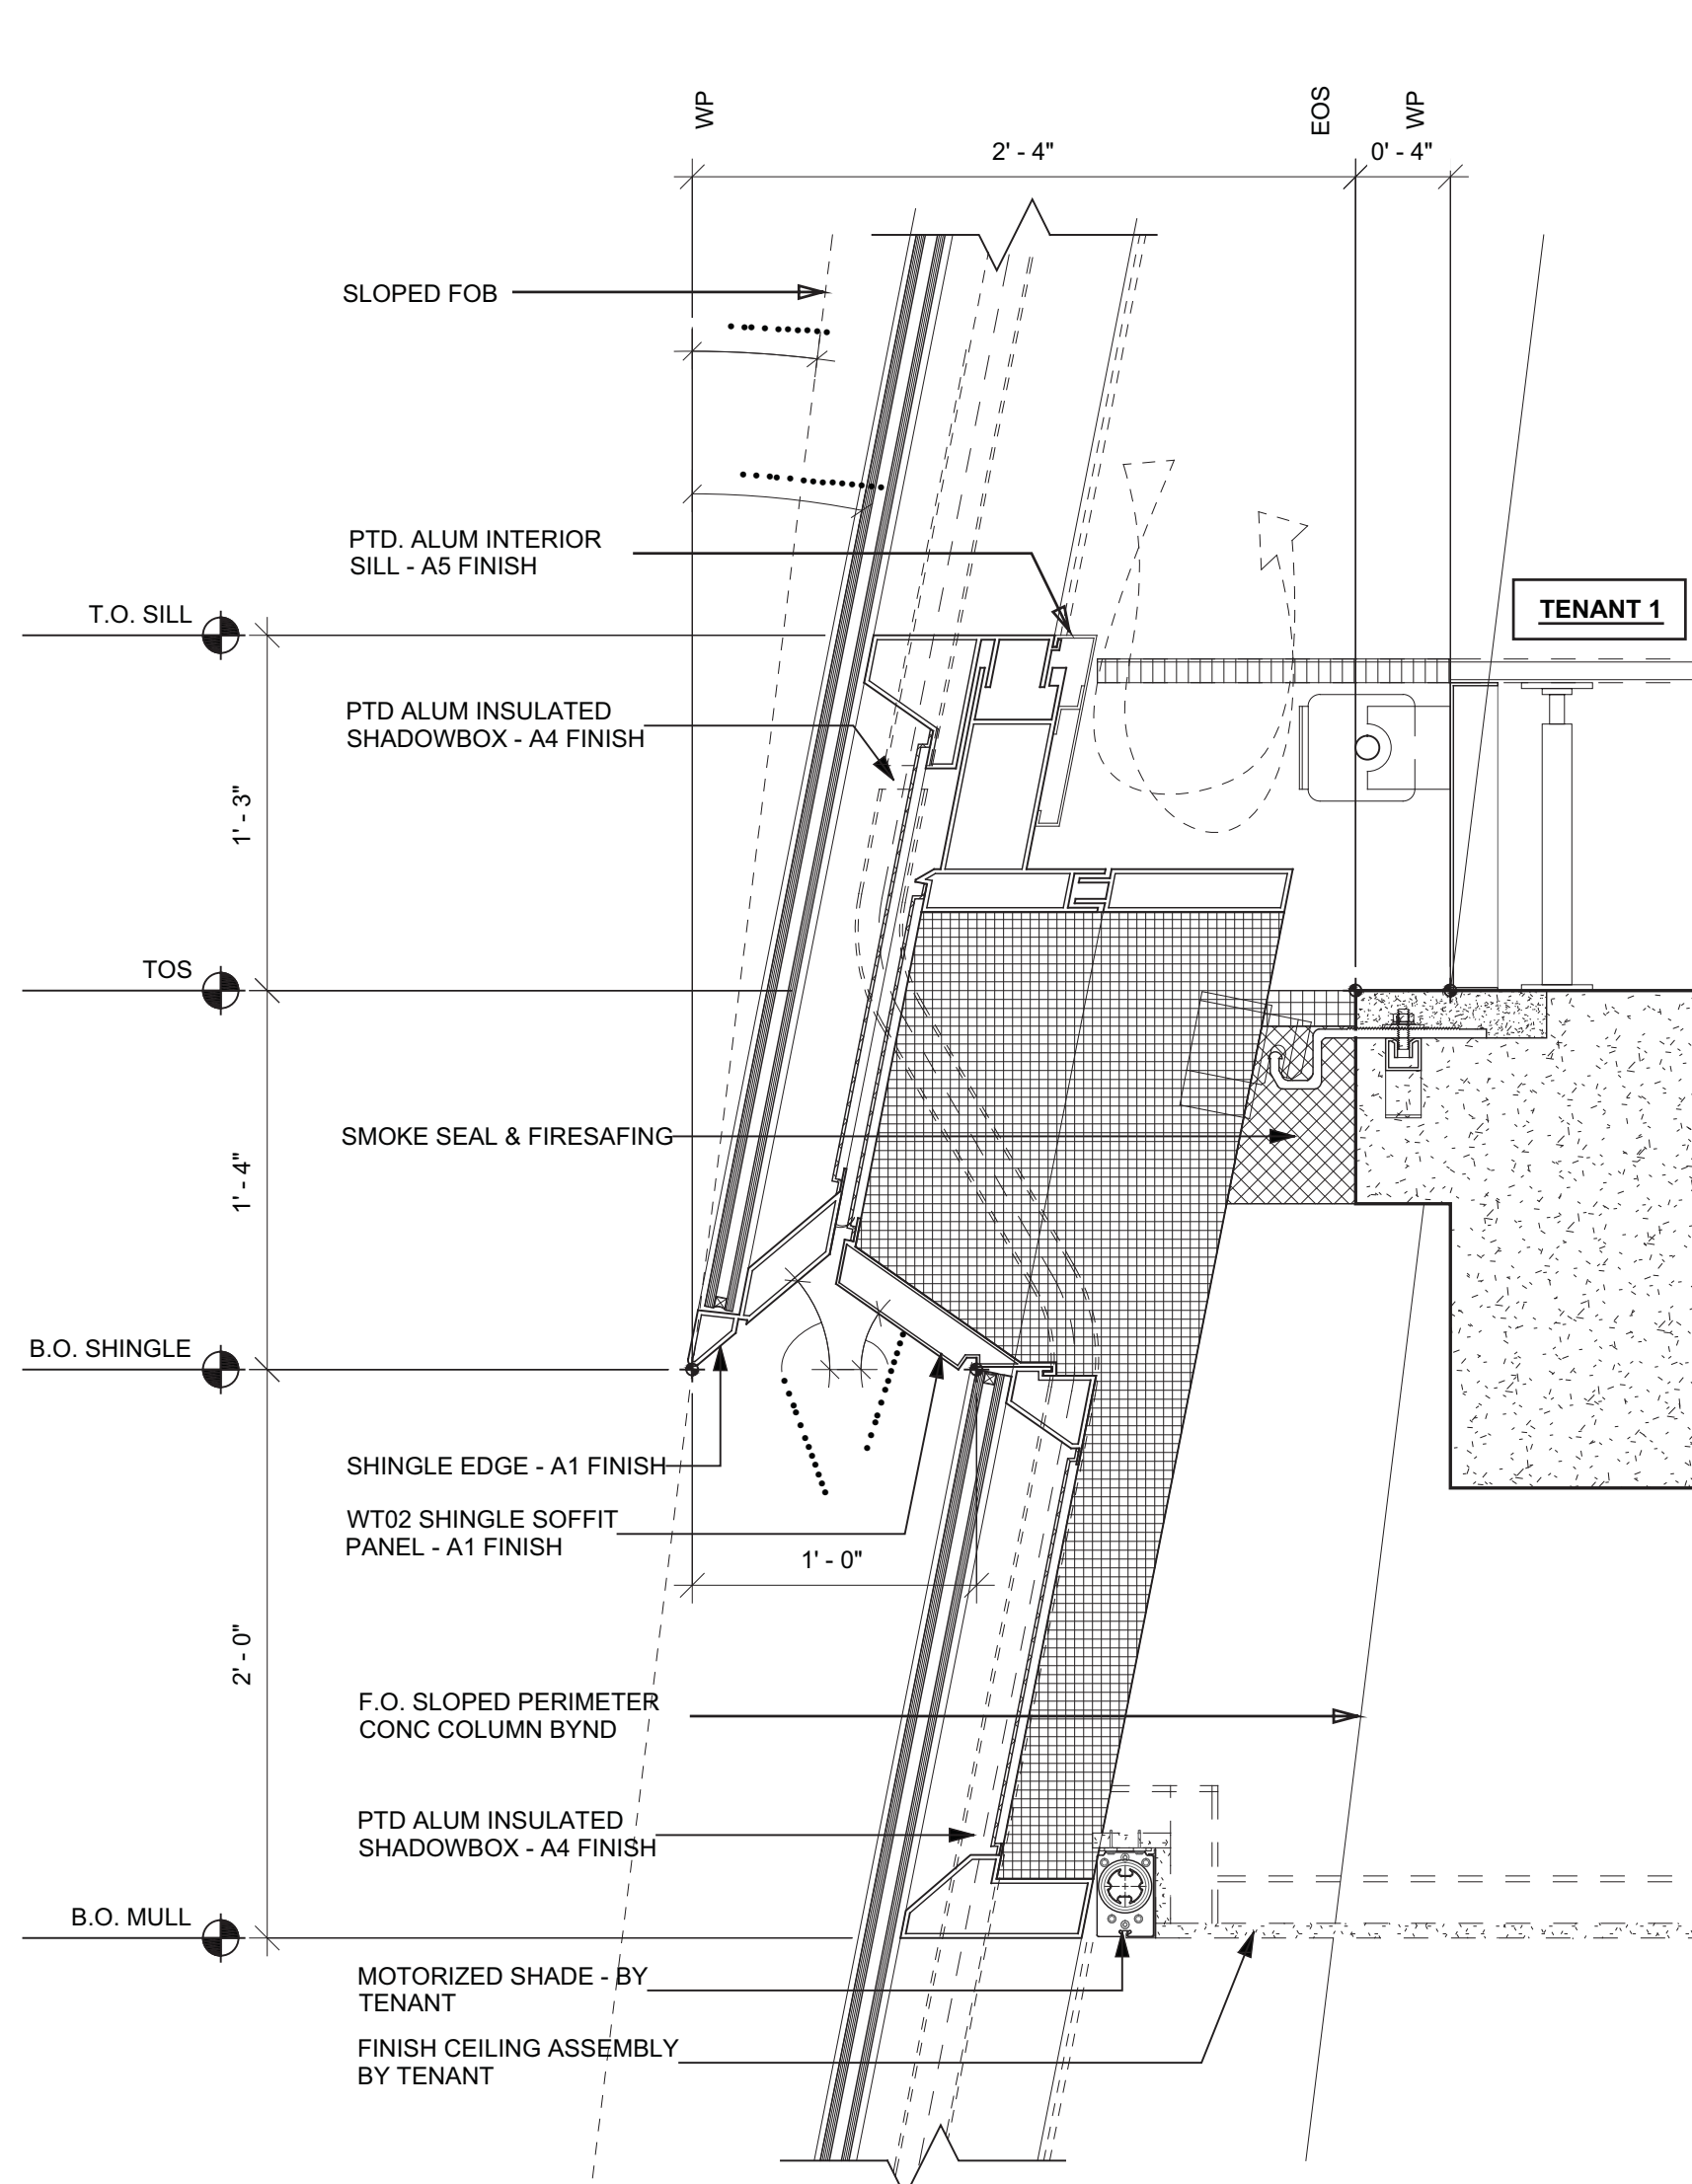 WP
EOS
WP
2' - 4"
0' - 4"
SLOPED FOB
PTD. ALUM INTERIOR
SILL - A5 FINISH
TENANT 1
T.O. SILL
PTD ALUM INSULATED
SHADOWBOX - A4 FINISH
1' - 3"
TOS
SMOKE SEAL & FIRESAFING
1' - 4"
B.O. SHINGLE
SHINGLE EDGE - A1 FINISH
WT02 SHINGLE SOFFIT
PANEL - A1 FINISH
1' - 0"
2' - 0"
F.O. SLOPED PERIMETER
CONC COLUMN BYND
PTD ALUM INSULATED
SHADOWBOX - A4 FINISH
B.O. MULL
MOTORIZED SHADE - BY
TENANT
FINISH CEILING ASSEMBLY
BY TENANT